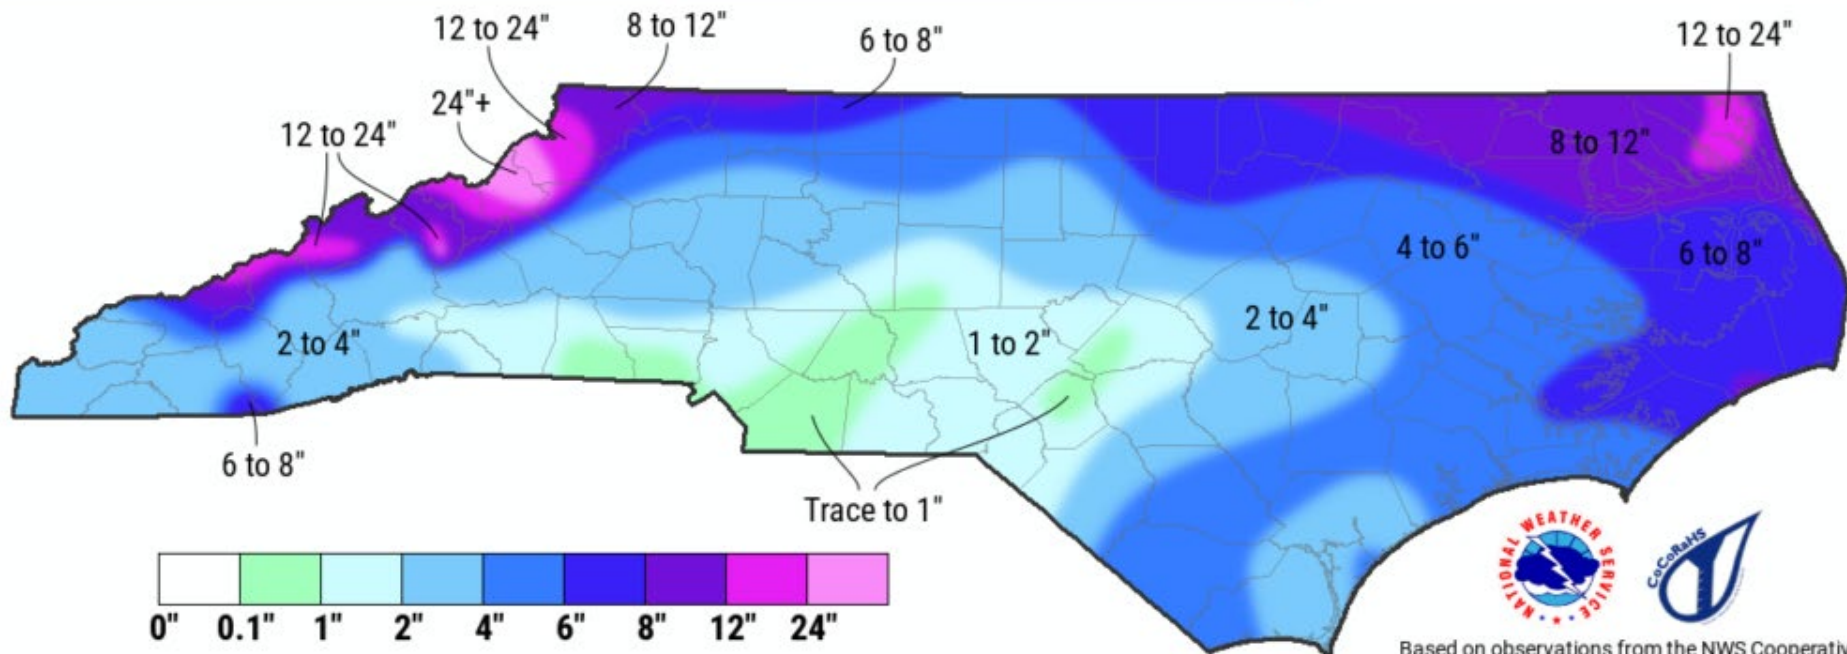 12 to 24"
8 to 12"
6 to 8"
12 to 24"
24"+
12 to 24"
8 to 12"
4 to 6"
6 to 8"
2 to 4"
1 to 2"
2 to 4"
6 to 8"
Trace to 1"
0" 0.1" 1" 2" 4" 6" 8" 12" 24"
NATIONAL WEATHER SERVICE
CoCoRaHS
Based on observations from the NWS Cooperativ